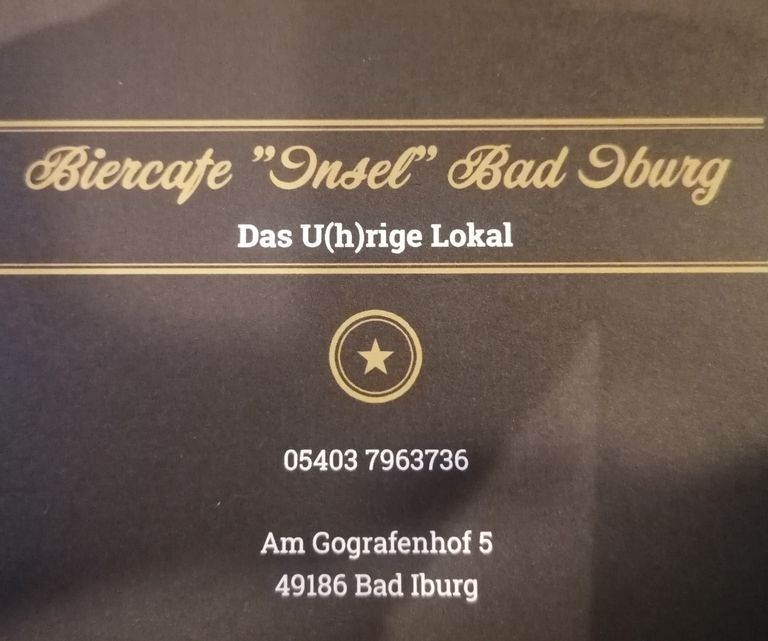 Biercafe "Insel" Bad Iburg
Das U(h)rige Lokal
05403 7963736
Am Gografenhof 5
49186 Bad Iburg